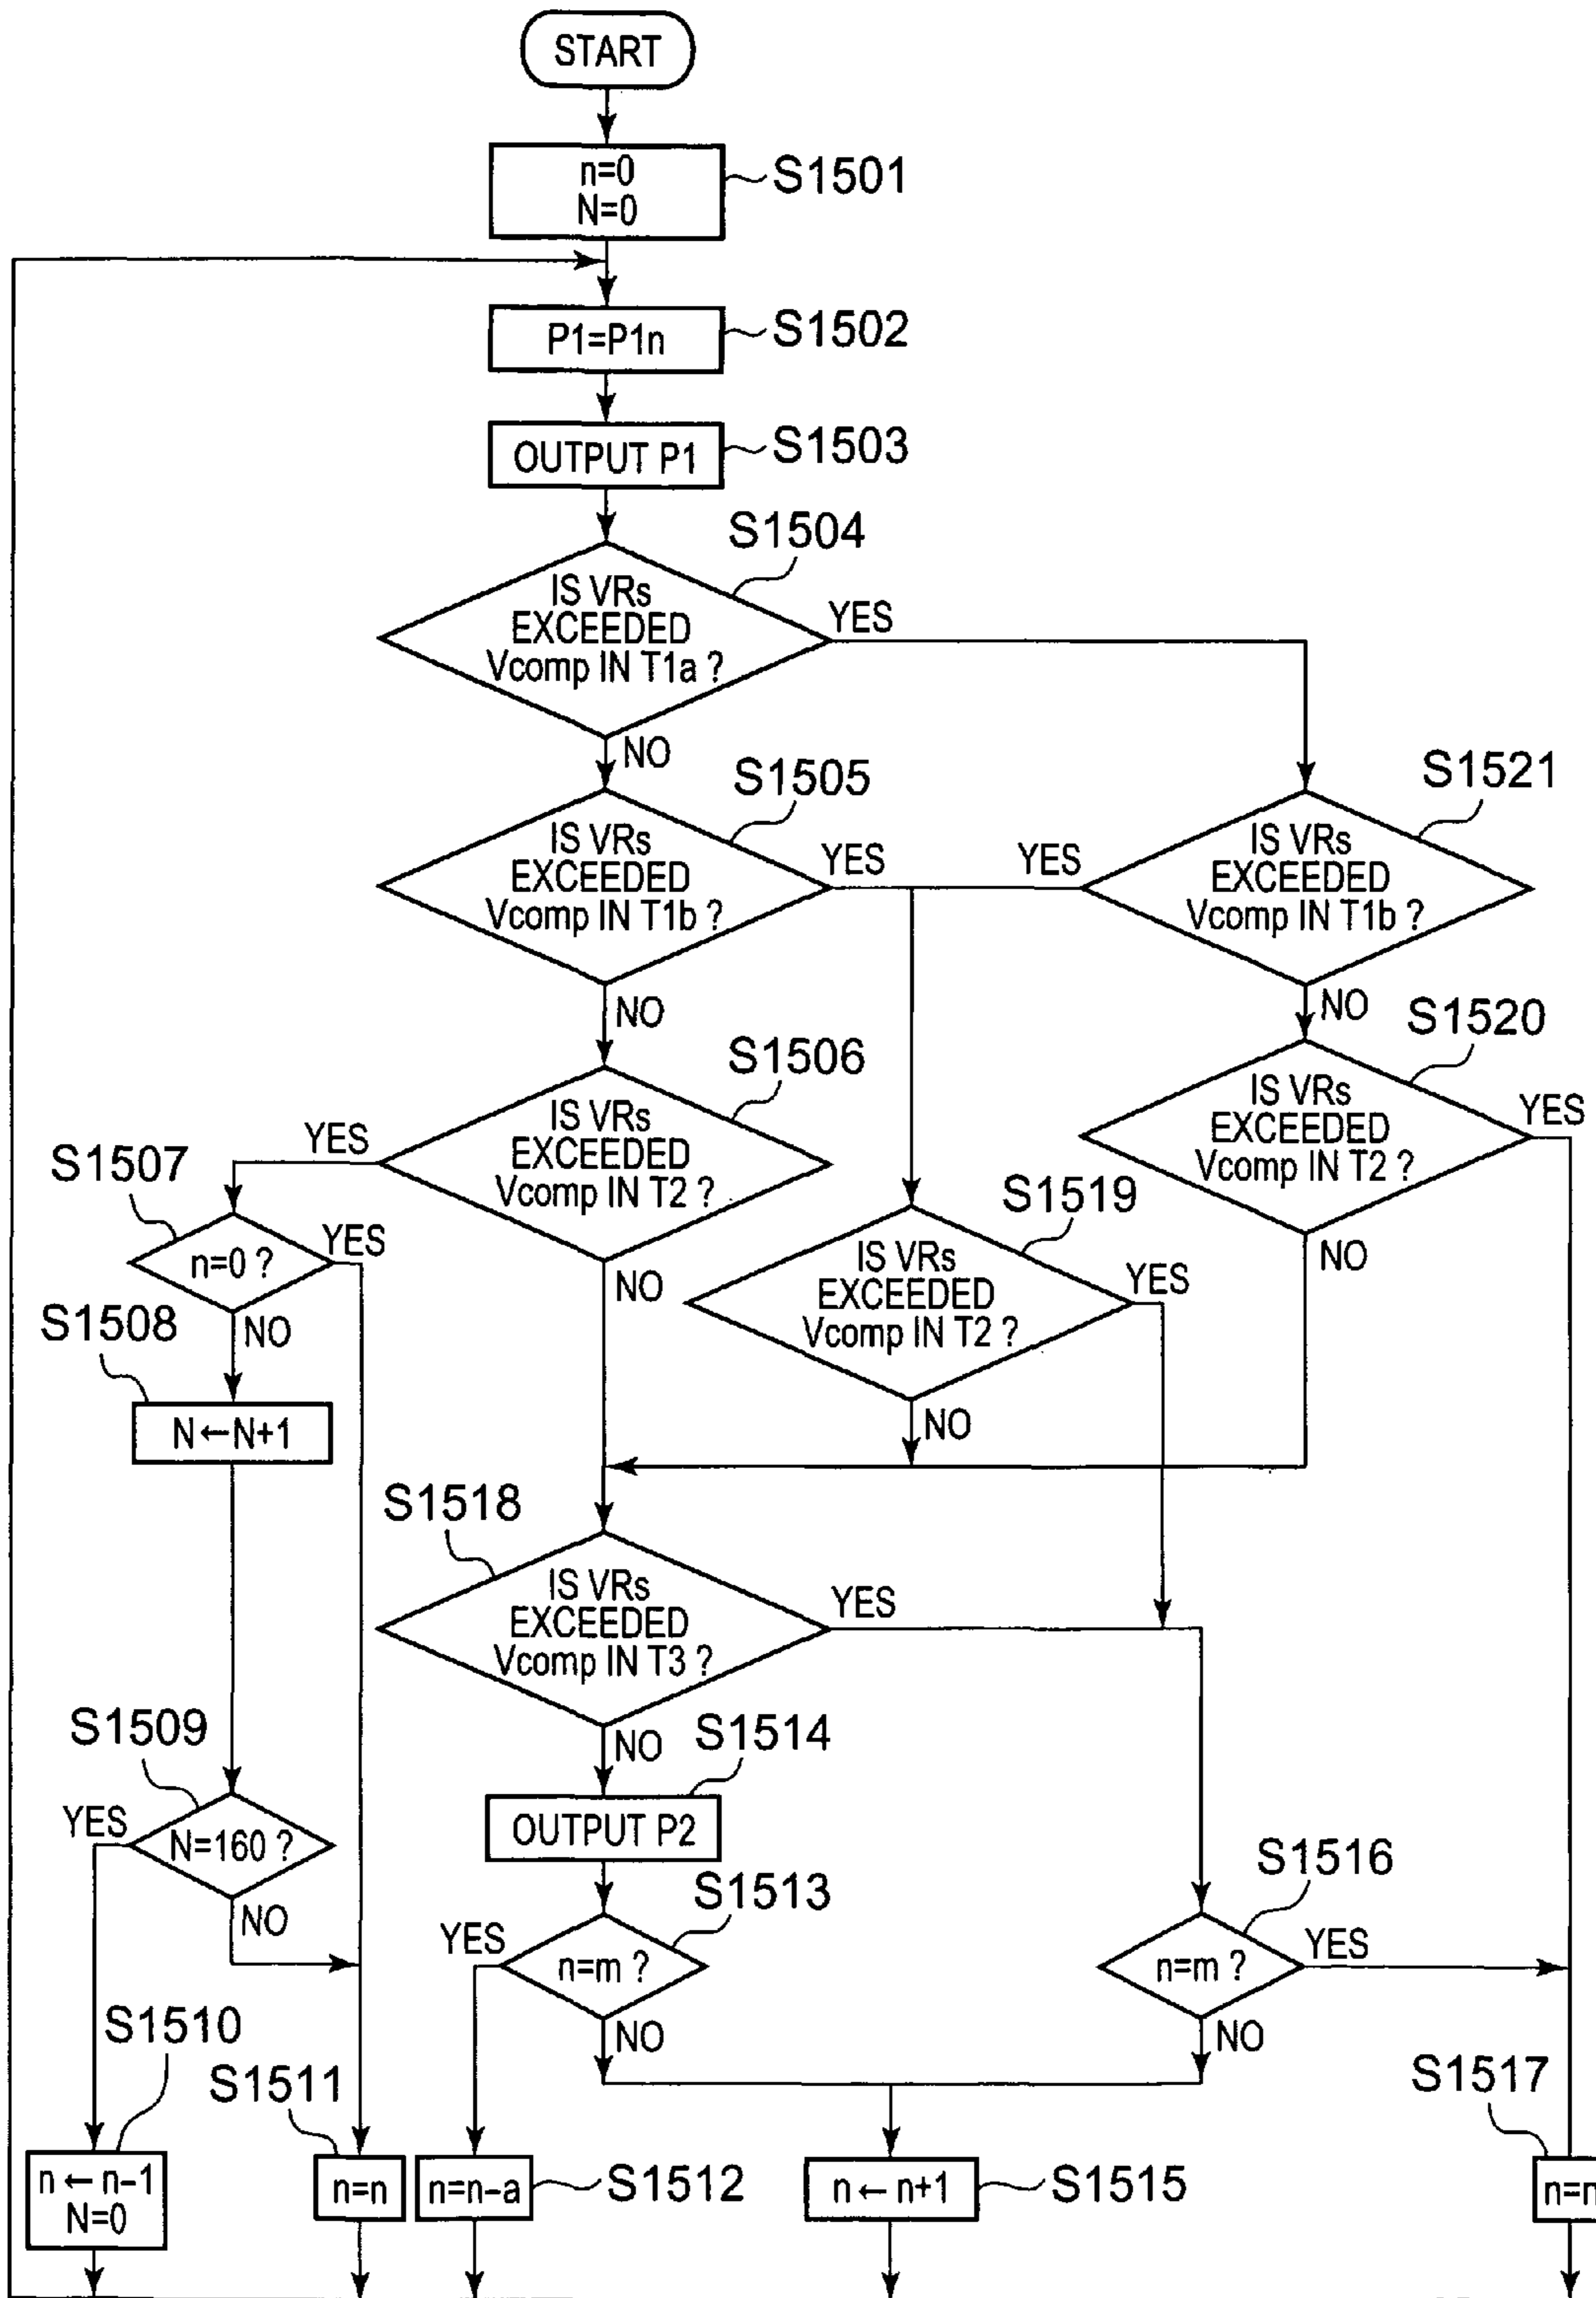 START
n=0
N=0
S1501
P1=P1n
S1502
OUTPUT P1
S1503
S1504
IS VRs
EXCEEDED
Vcomp IN T1a ?
YES
NO
S1505
IS VRs
EXCEEDED
Vcomp IN T1b ?
YES
NO
S1521
YES
IS VRs
EXCEEDED
Vcomp IN T1b ?
NO
S1506
YES
IS VRs
EXCEEDED
Vcomp IN T2 ?
NO
S1520
IS VRs
EXCEEDED
Vcomp IN T2 ?
YES
NO
S1507
n=0 ?
YES
NO
S1519
IS VRs
EXCEEDED
Vcomp IN T2 ?
YES
NO
S1508
N←N+1
S1518
IS VRs
EXCEEDED
Vcomp IN T3 ?
YES
NO
S1509
YES
N=160 ?
NO
S1514
OUTPUT P2
S1513
YES
n=m ?
NO
S1516
n=m ?
YES
NO
S1510
n ← n−1
N=0
S1511
n=n
n=n−a
S1512
n ← n+1
S1515
S1517
n=n